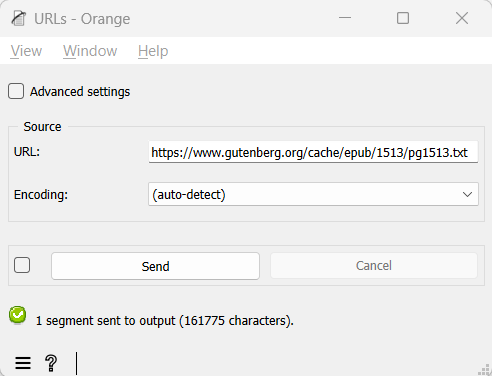 URLs - Orange
View Window Help
Advanced settings
Source
URL: https://www.gutenberg.org/cache/epub/1513/pg1513.txt
Encoding: (auto-detect)
Send Cancel
1 segment sent to output (161775 characters).
?